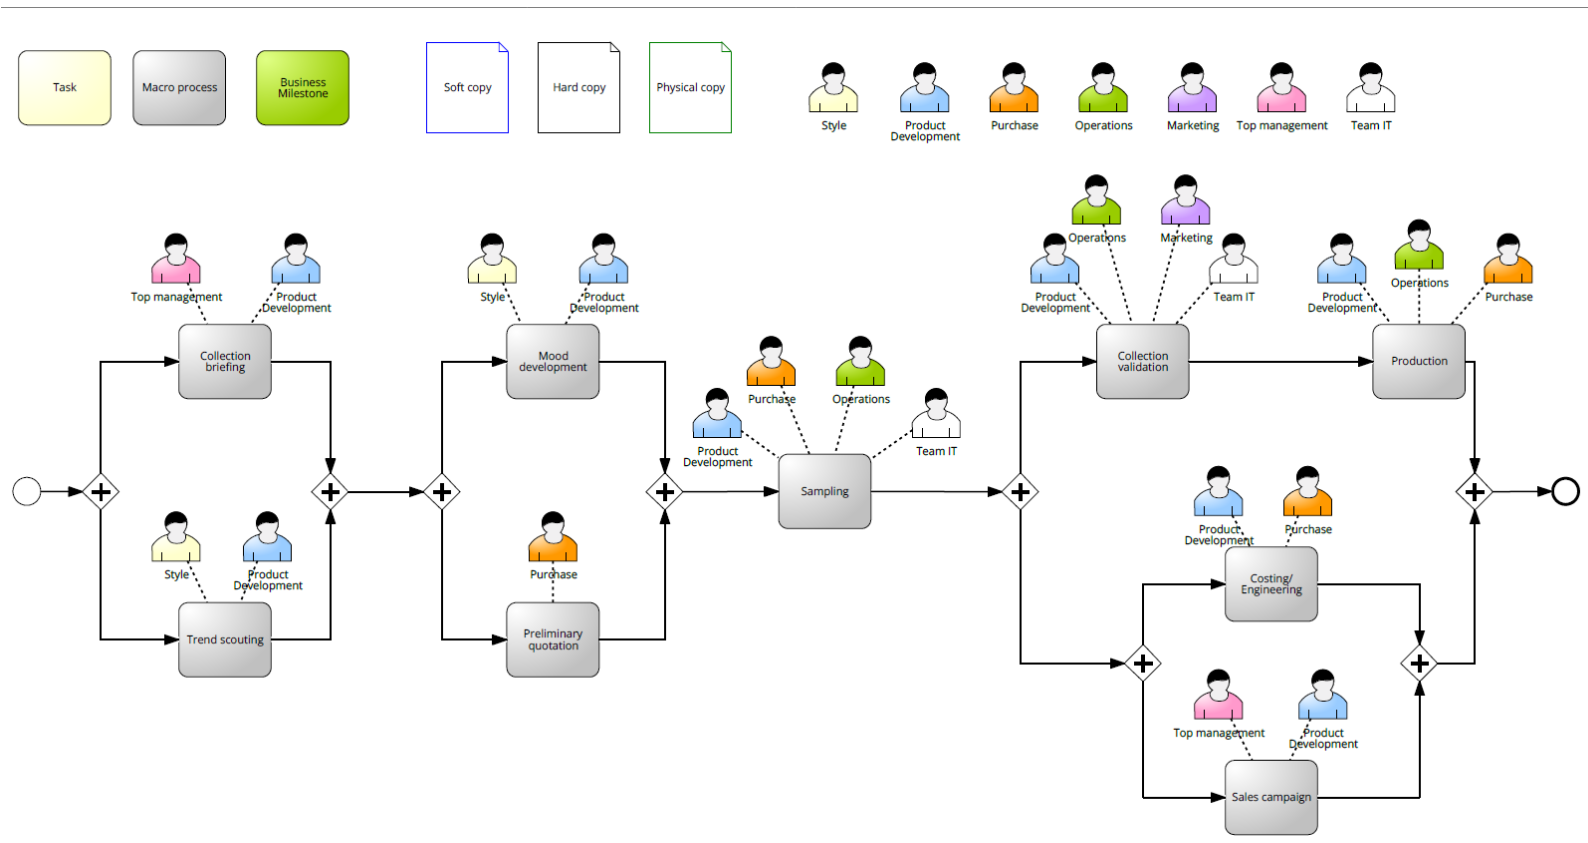 Task
Macro process
Business
Milestone
Soft copy
Hard copy
Physical copy
Style
Product
Development
Purchase
Operations
Marketing
Top management
Team IT
Operations
Marketing
Product
Development
Team IT
Product
Development
Operations
Purchase
Top management
Product
Development
Style
Product
Development
Collection
briefing
Mood
development
Collection
validation
Production
Purchase
Operations
Product
Development
Team IT
Sampling
Style
Product
Development
Purchase
Product
Development
Purchase
Trend scouting
Preliminary
quotation
Costing/
Engineering
Top management
Product
Development
Sales campaign